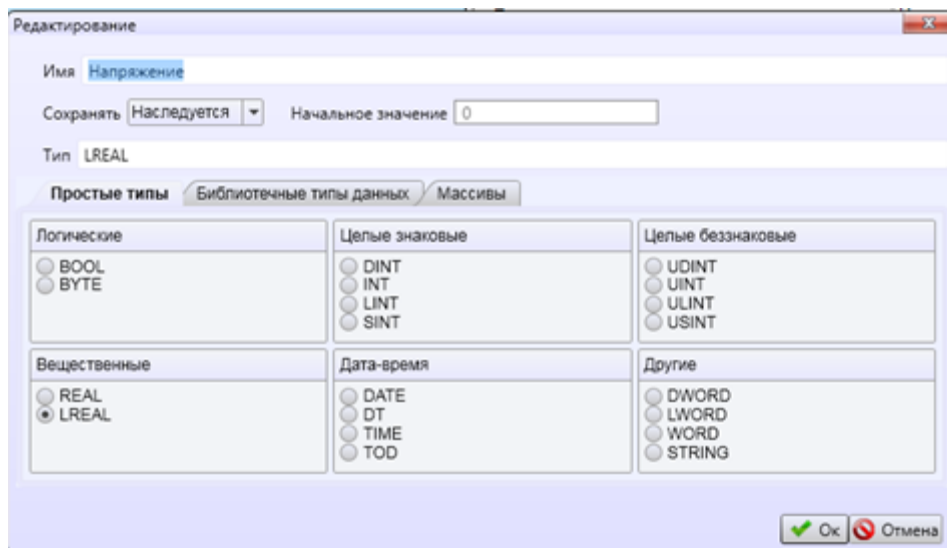 Редактирование
Имя Напряжение
Сохранять Наследуется Начальное значение 0
Тип LREAL
Простые типы Библиотечные типы данных Массивы
Логические Целые знаковые Целые беззнаковые
BOOL DINT UDINT
BYTE INT UINT
LINT ULINT
SINT USINT
Вещественные Дата-время Другие
REAL DATE DWORD
LREAL DT LWORD
TIME WORD
TOD STRING
Ок Отмена